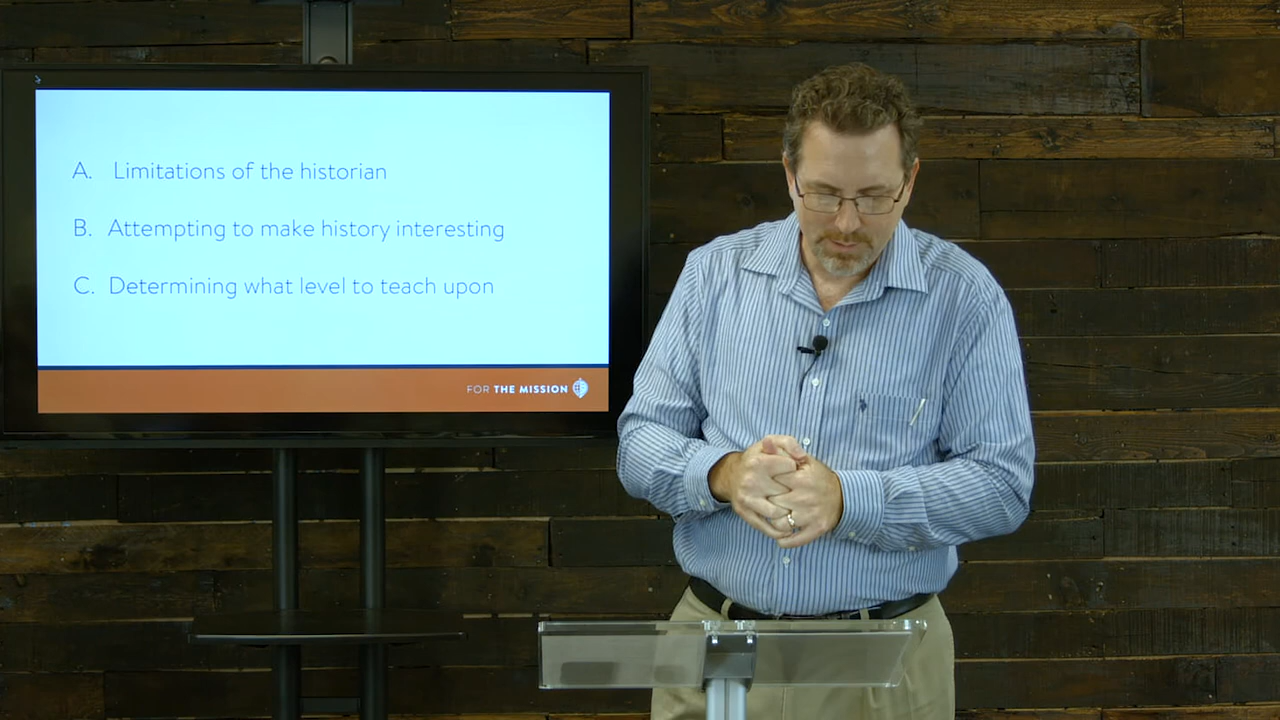 A. Limitations of the historian
B. Attempting to make history interesting
C. Determining what level to teach upon
FOR THE MISSION